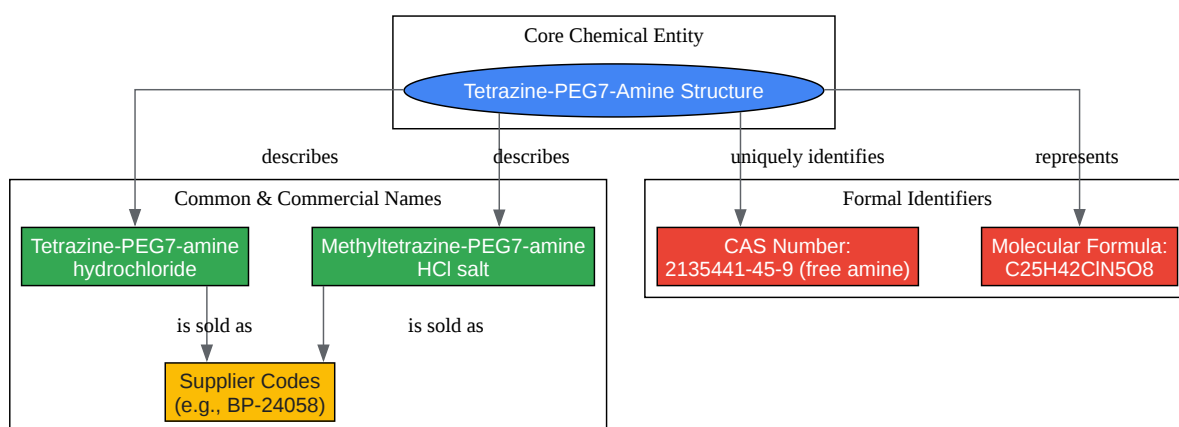 Core Chemical Entity
Tetrazine-PEG7-Amine Structure
describes
describes
uniquely identifies
represents
Common & Commercial Names
Formal Identifiers
Tetrazine-PEG7-amine
hydrochloride
Methyltetrazine-PEG7-amine
HCl salt
CAS Number:
2135441-45-9 (free amine)
Molecular Formula:
C25H42ClN5O8
is sold as
is sold as
Supplier Codes
(e.g., BP-24058)